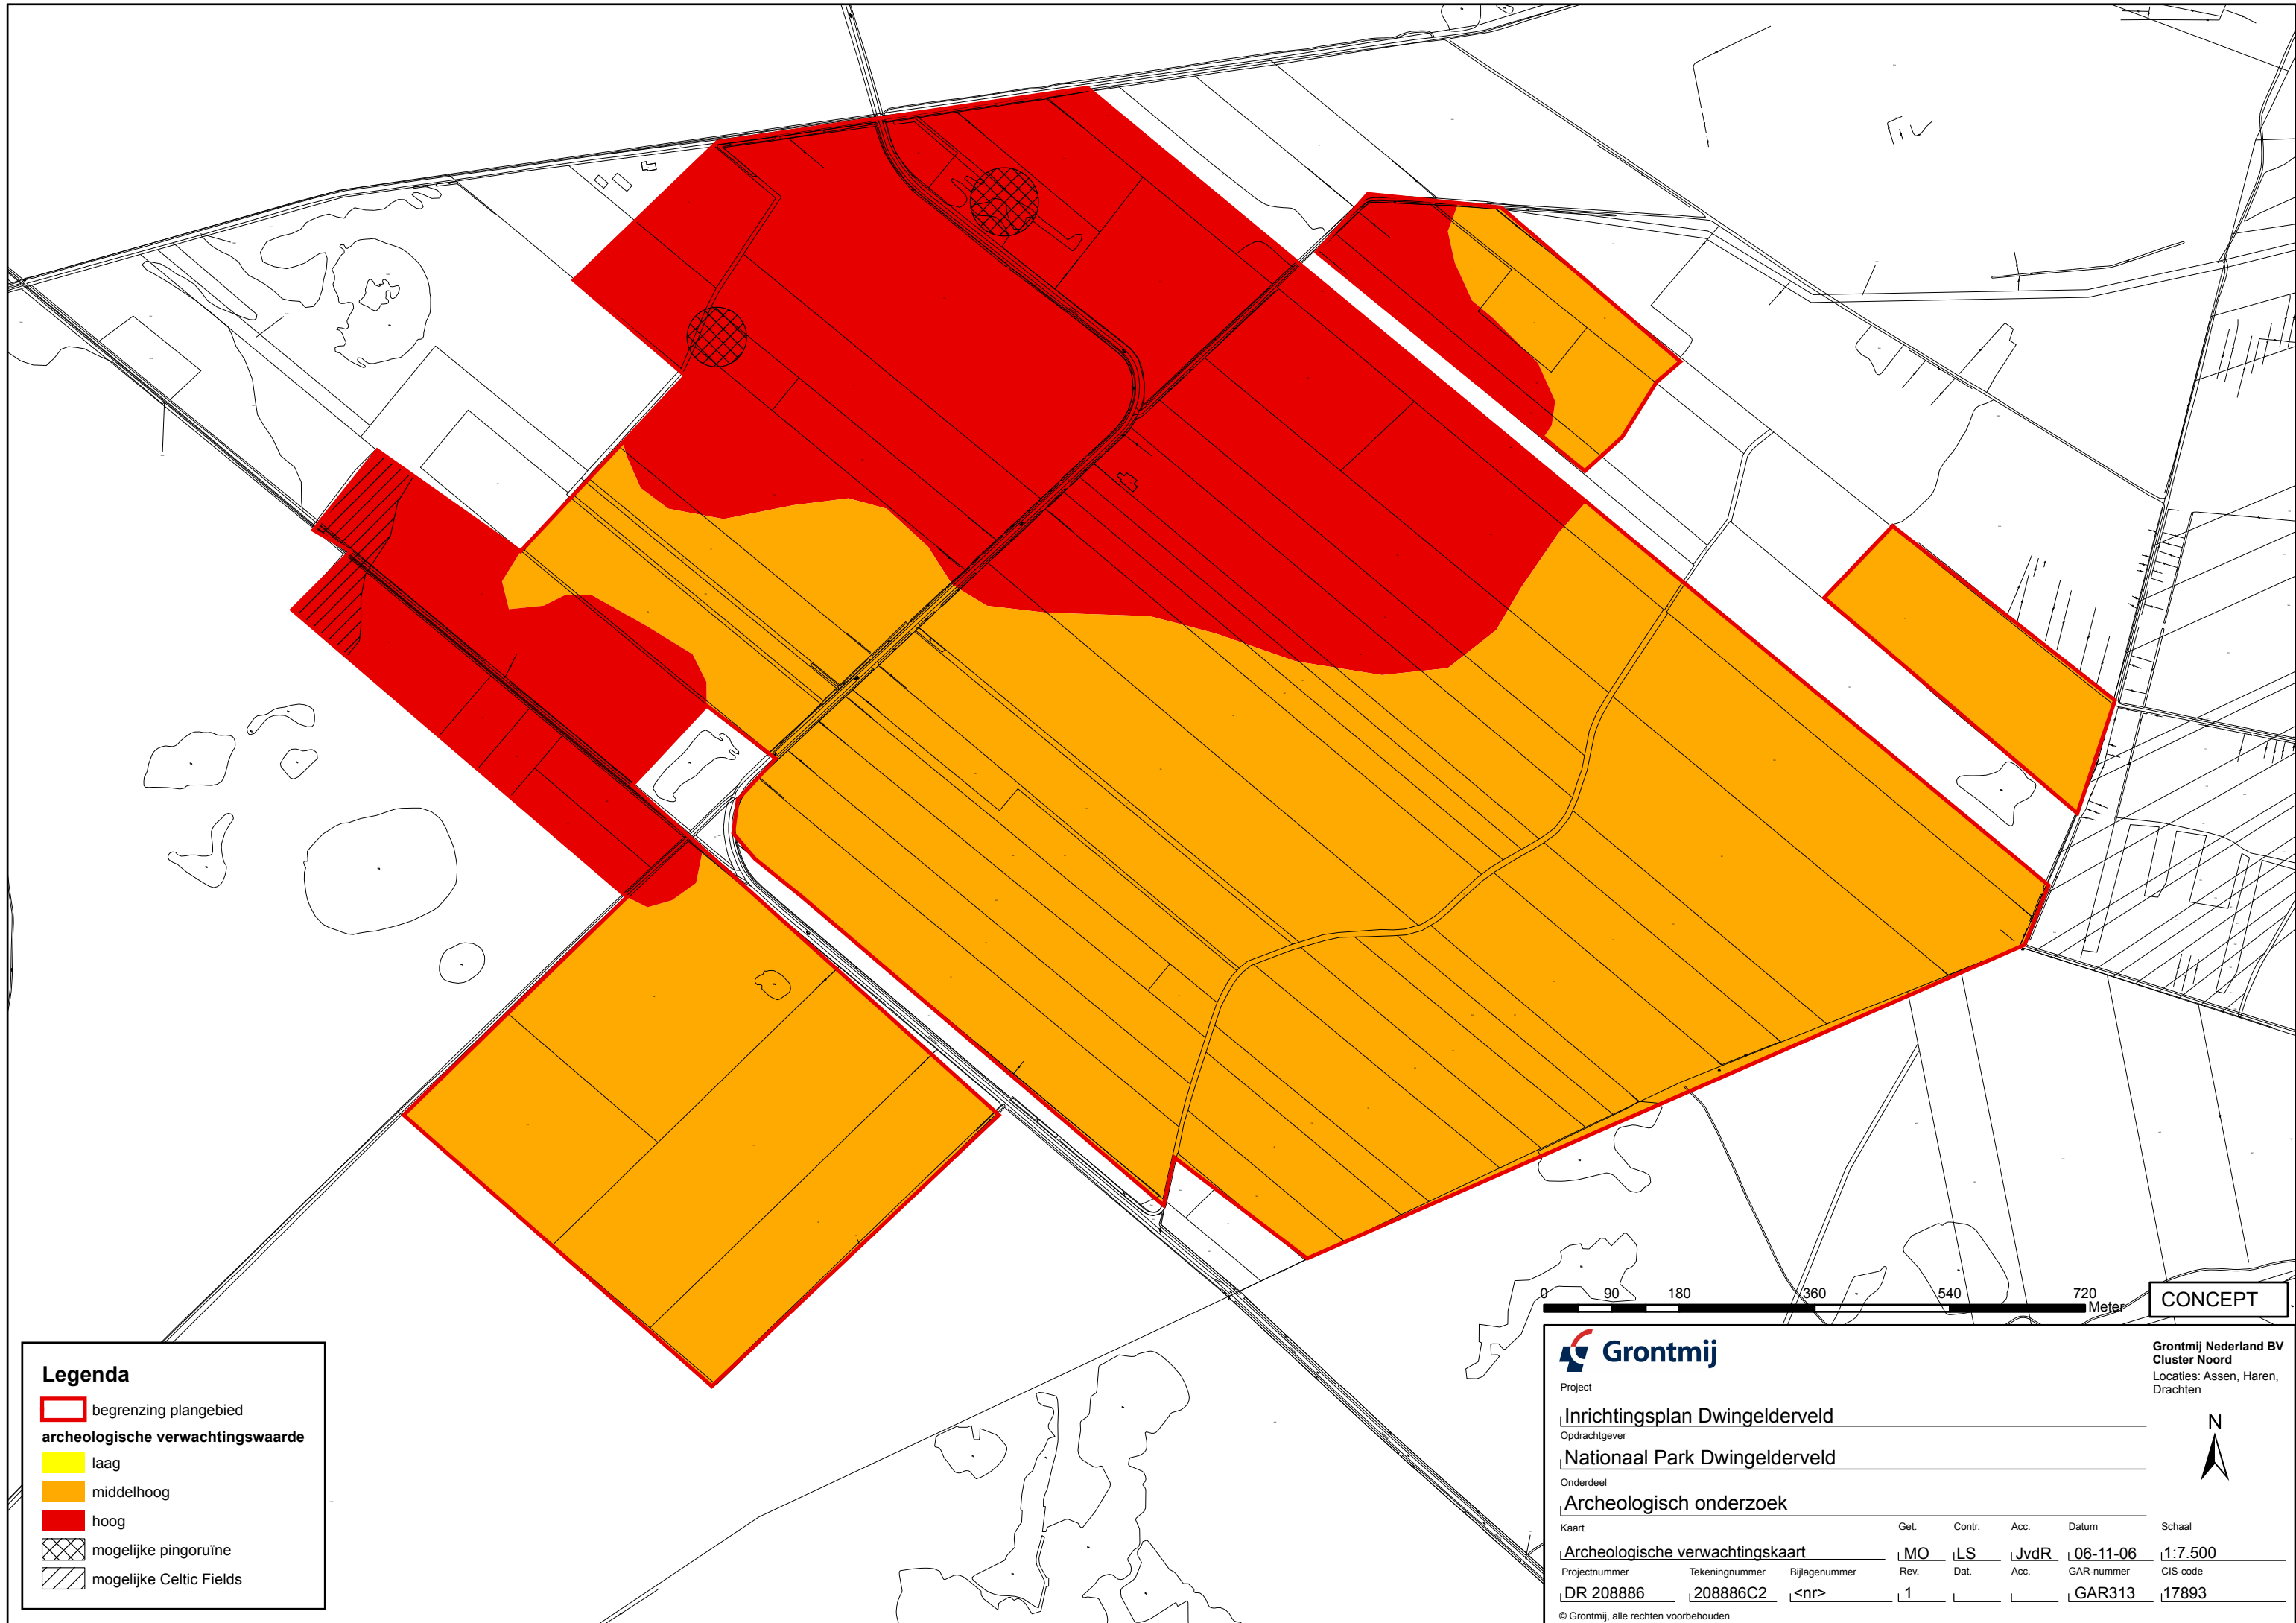 0 90 180 360 540 720
Meter
CONCEPT
Legenda
begrenzing plangebied
archeologische verwachtingswaarde
laag
middelhoog
hoog
mogelijke pingoruïne
mogelijke Celtic Fields
Grontmij
Grontmij Nederland BV
Cluster Noord
Locaties: Assen, Haren,
Drachten
N
Project
Inrichtingsplan Dwingelderveld
Opdrachtgever
Nationaal Park Dwingelderveld
Onderdeel
Archeologisch onderzoek
Kaart Get. Contr. Acc. Datum Schaal
Archeologische verwachtingskaart MO LS JvdR 06-11-06 1:7.500
Projectnummer Tekeningnummer Bijlagenummer Rev. Dat. Acc. GAR-nummer CIS-code
DR 208886 208886C2 <nr> 1 GAR313 17893
© Grontmij, alle rechten voorbehouden